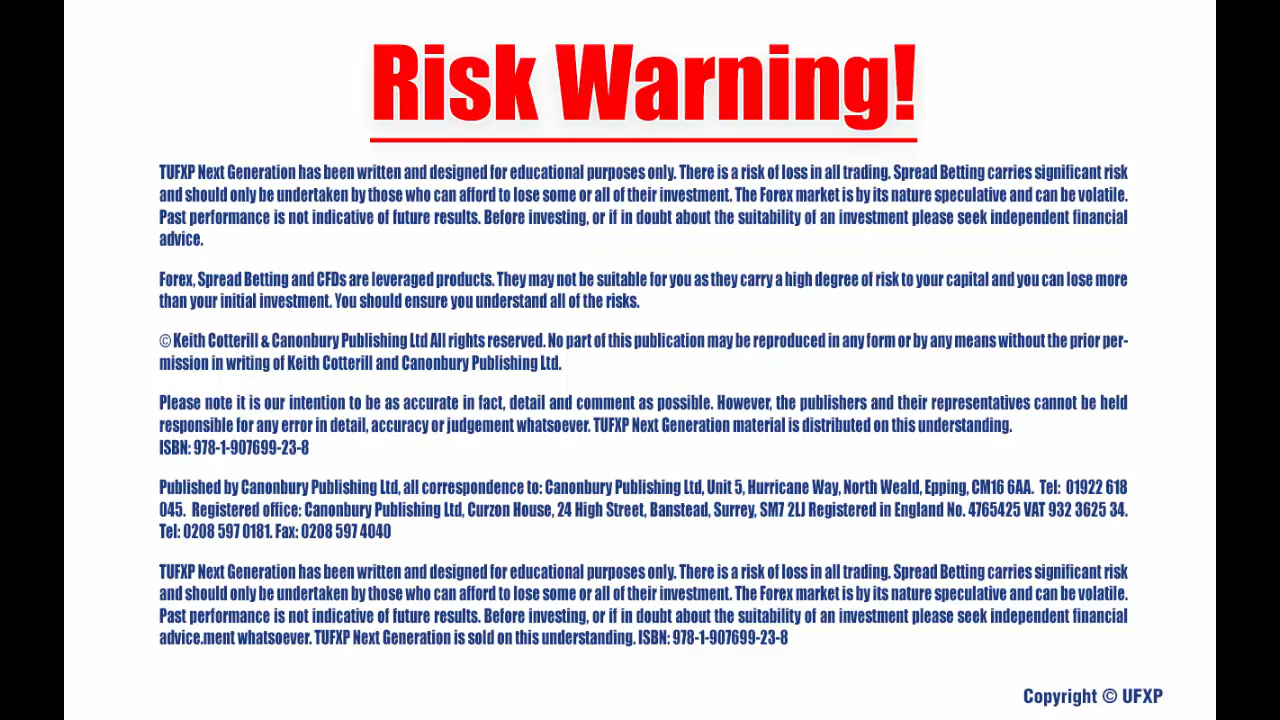 Risk Warning!
TUFXP Next Generation has been written and designed for educational purposes only. There is a risk of loss in all trading. Spread Betting carries significant risk
and should only be undertaken by those who can afford to lose some or all of their investment. The Forex market is by its nature speculative and can be volatile.
Past performance is not indicative of future results. Before investing, or if in doubt about the suitability of an investment please seek independent financial
advice.
Forex, Spread Betting and CFDs are leveraged products. They may not be suitable for you as they carry a high degree of risk to your capital and you can lose more
than your initial investment. You should ensure you understand all of the risks.
© Keith Cotterill & Canonbury Publishing Ltd All rights reserved. No part of this publication may be reproduced in any form or by any means without the prior per-
mission in writing of Keith Cotterill and Canonbury Publishing Ltd.
Please note it is our intention to be as accurate in fact, detail and comment as possible. However, the publishers and their representatives cannot be held
responsible for any error in detail, accuracy or judgement whatsoever. TUFXP Next Generation material is distributed on this understanding.
ISBN: 978-1-907699-23-8
Published by Canonbury Publishing Ltd, all correspondence to: Canonbury Publishing Ltd, Unit 5, Hurricane Way, North Weald, Epping, CM16 6AA. Tel: 01922 618
045. Registered office: Canonbury Publishing Ltd, Curzon House, 24 High Street, Banstead, Surrey, SM7 2LJ Registered in England No. 4765425 VAT 932 3625 34.
Tel: 0208 597 0181. Fax: 0208 597 4040
TUFXP Next Generation has been written and designed for educational purposes only. There is a risk of loss in all trading. Spread Betting carries significant risk
and should only be undertaken by those who can afford to lose some or all of their investment. The Forex market is by its nature speculative and can be volatile.
Past performance is not indicative of future results. Before investing, or if in doubt about the suitability of an investment please seek independent financial
advice.ment whatsoever. TUFXP Next Generation is sold on this understanding. ISBN: 978-1-907699-23-8
Copyright © UFXP